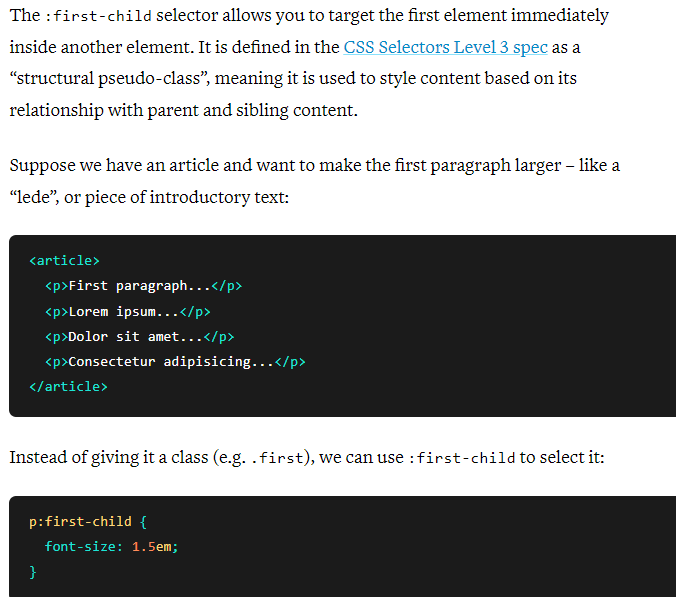 The :first-child selector allows you to target the first element immediately
inside another element. It is defined in the CSS Selectors Level 3 spec as a
“structural pseudo-class”, meaning it is used to style content based on its
relationship with parent and sibling content.
Suppose we have an article and want to make the first paragraph larger – like a
“lede”, or piece of introductory text:
<article>
  <p>First paragraph...</p>
  <p>Lorem ipsum...</p>
  <p>Dolor sit amet...</p>
  <p>Consectetur adipisicing...</p>
</article>
Instead of giving it a class (e.g. .first), we can use :first-child to select it:
p:first-child {
  font-size: 1.5em;
}